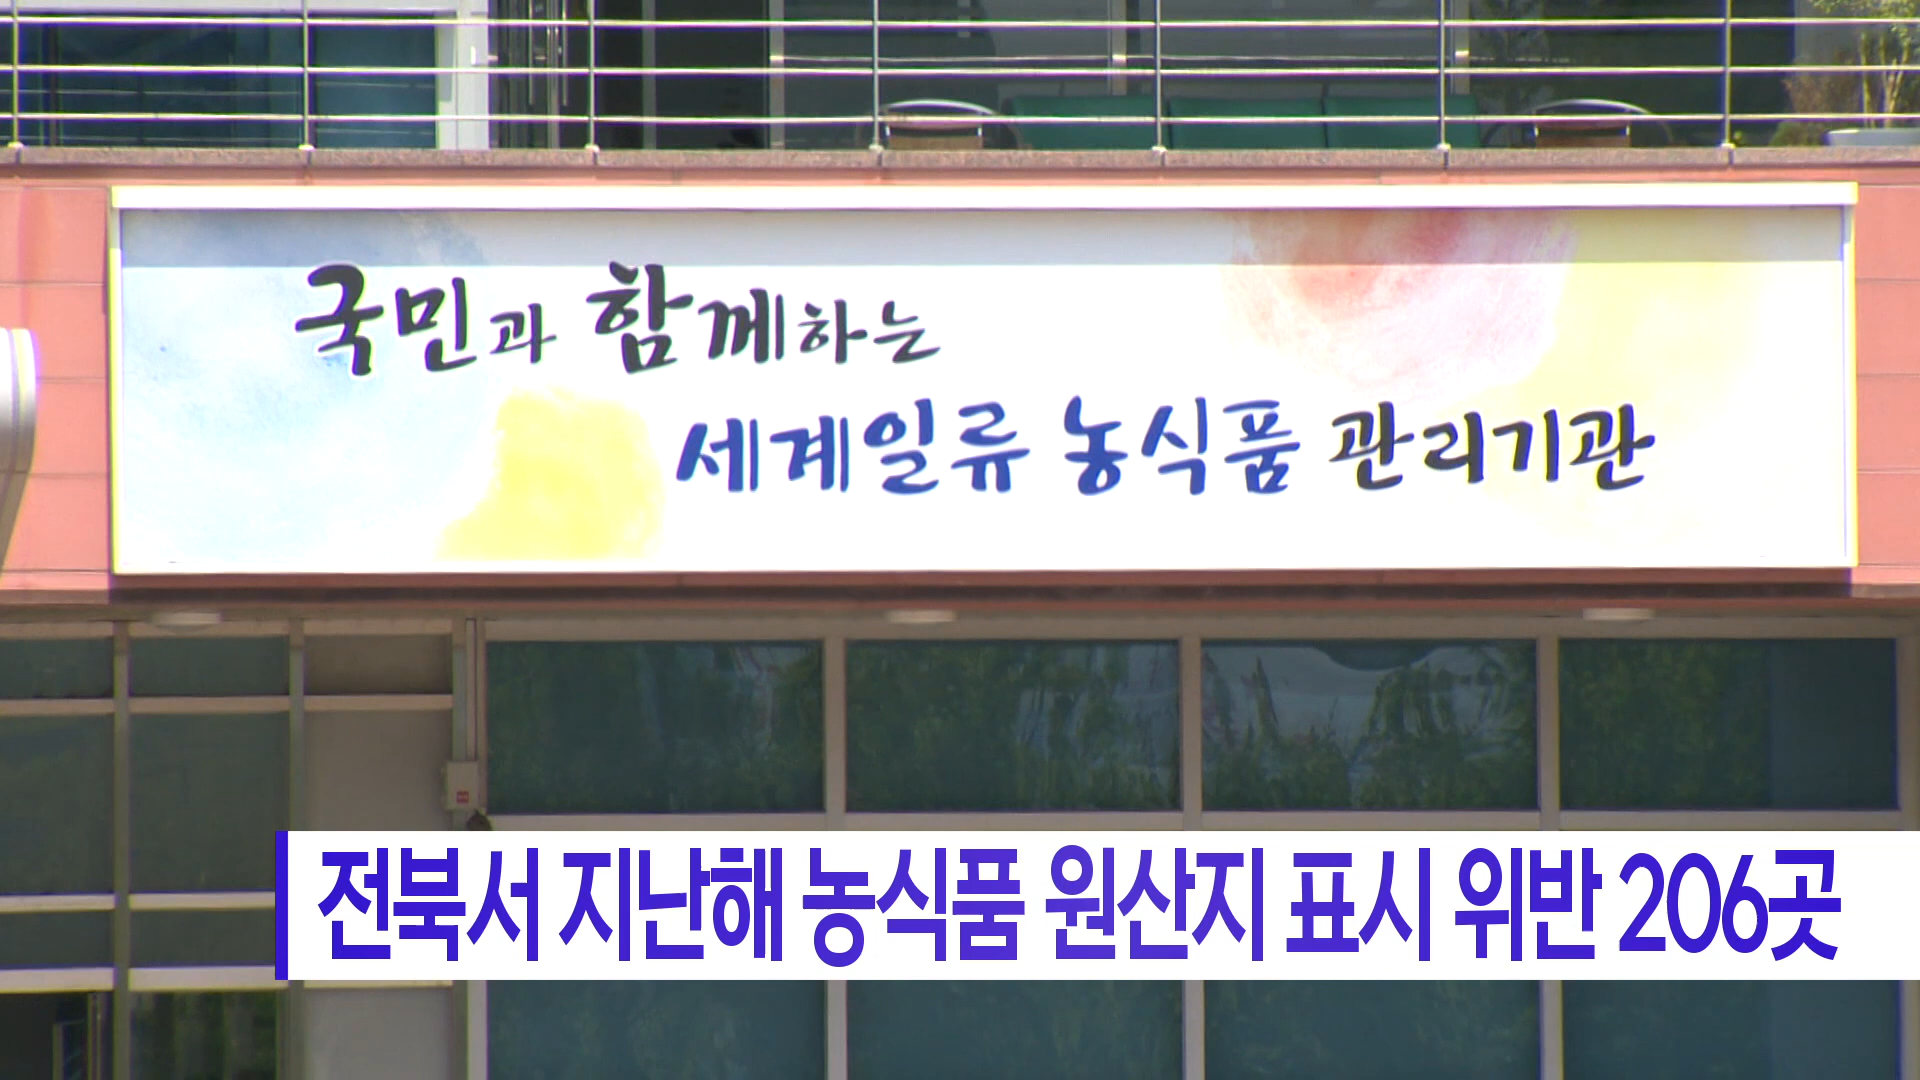 국민과 함께하는
세계일류 농식품 관리기관
전북서 지난해 농식품 원산지 표시 위반 206곳